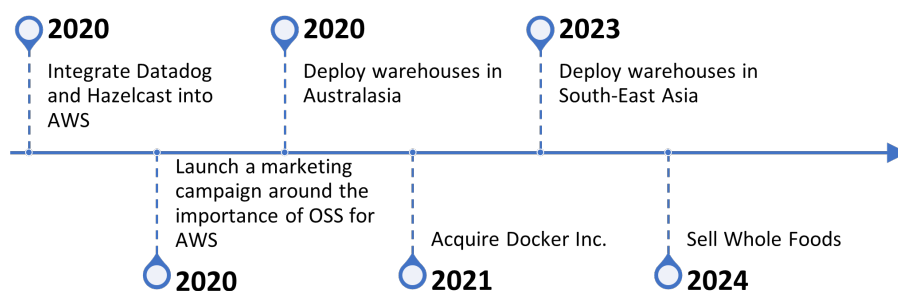 2020
Integrate Datadog
and Hazelcast into
AWS
2020
Deploy warehouses in
Australasia
2023
Deploy warehouses in
South-East Asia
Launch a marketing
campaign around the
importance of OSS for
AWS
2020
Acquire Docker Inc.
2021
Sell Whole Foods
2024